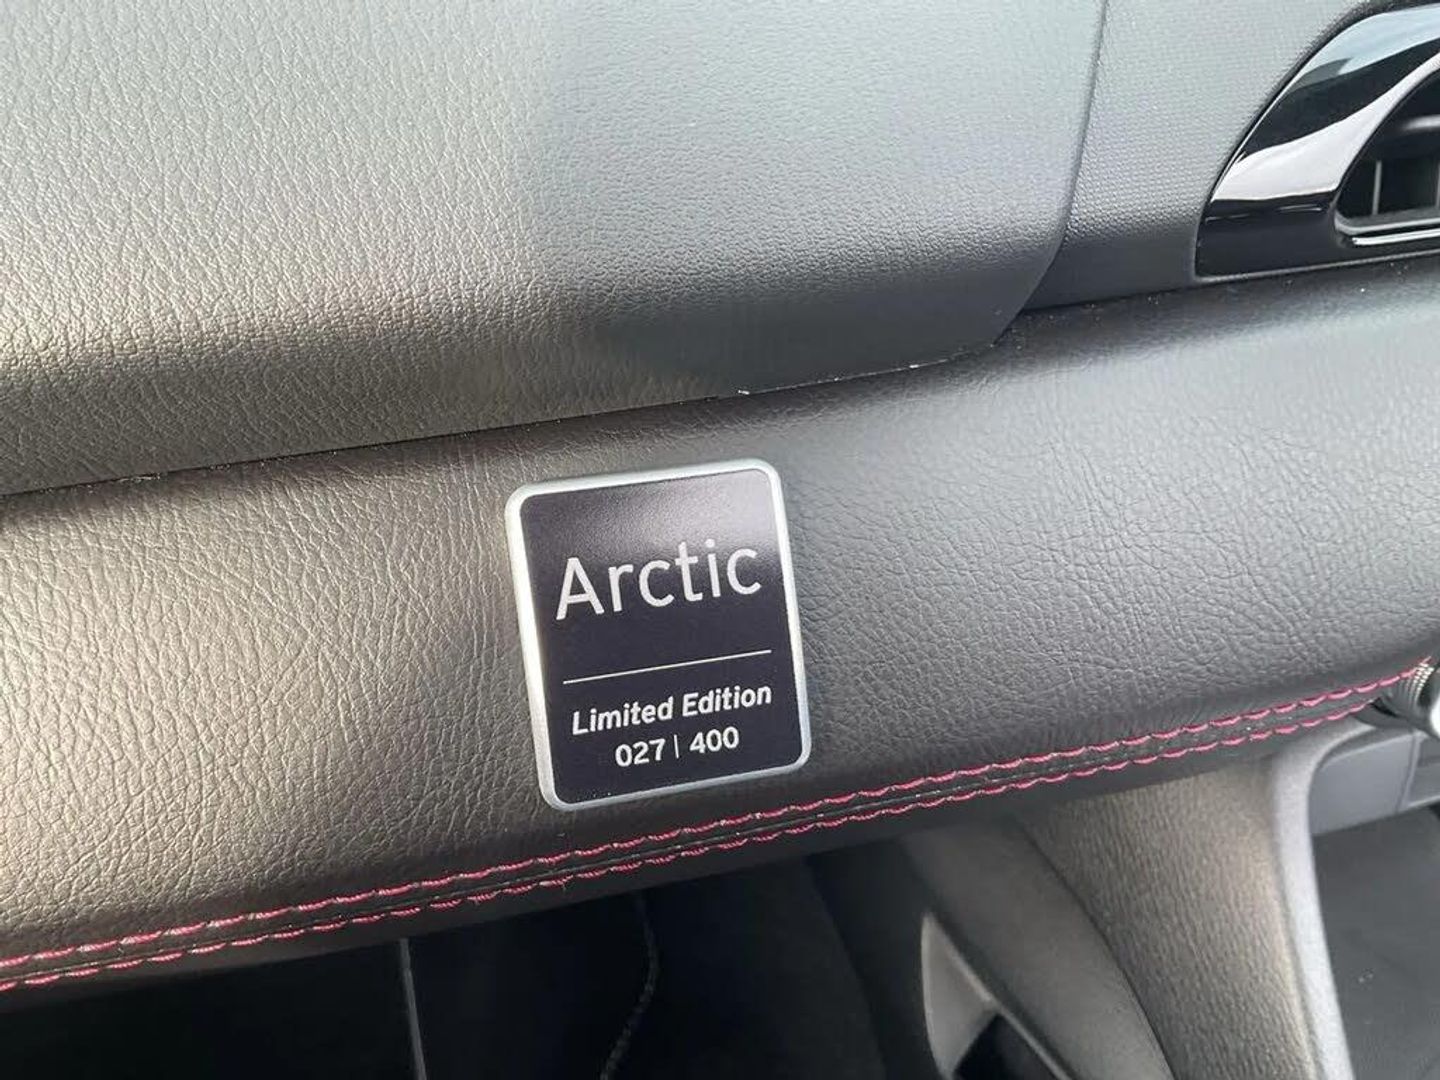 Arctic
Limited Edition
027 | 400